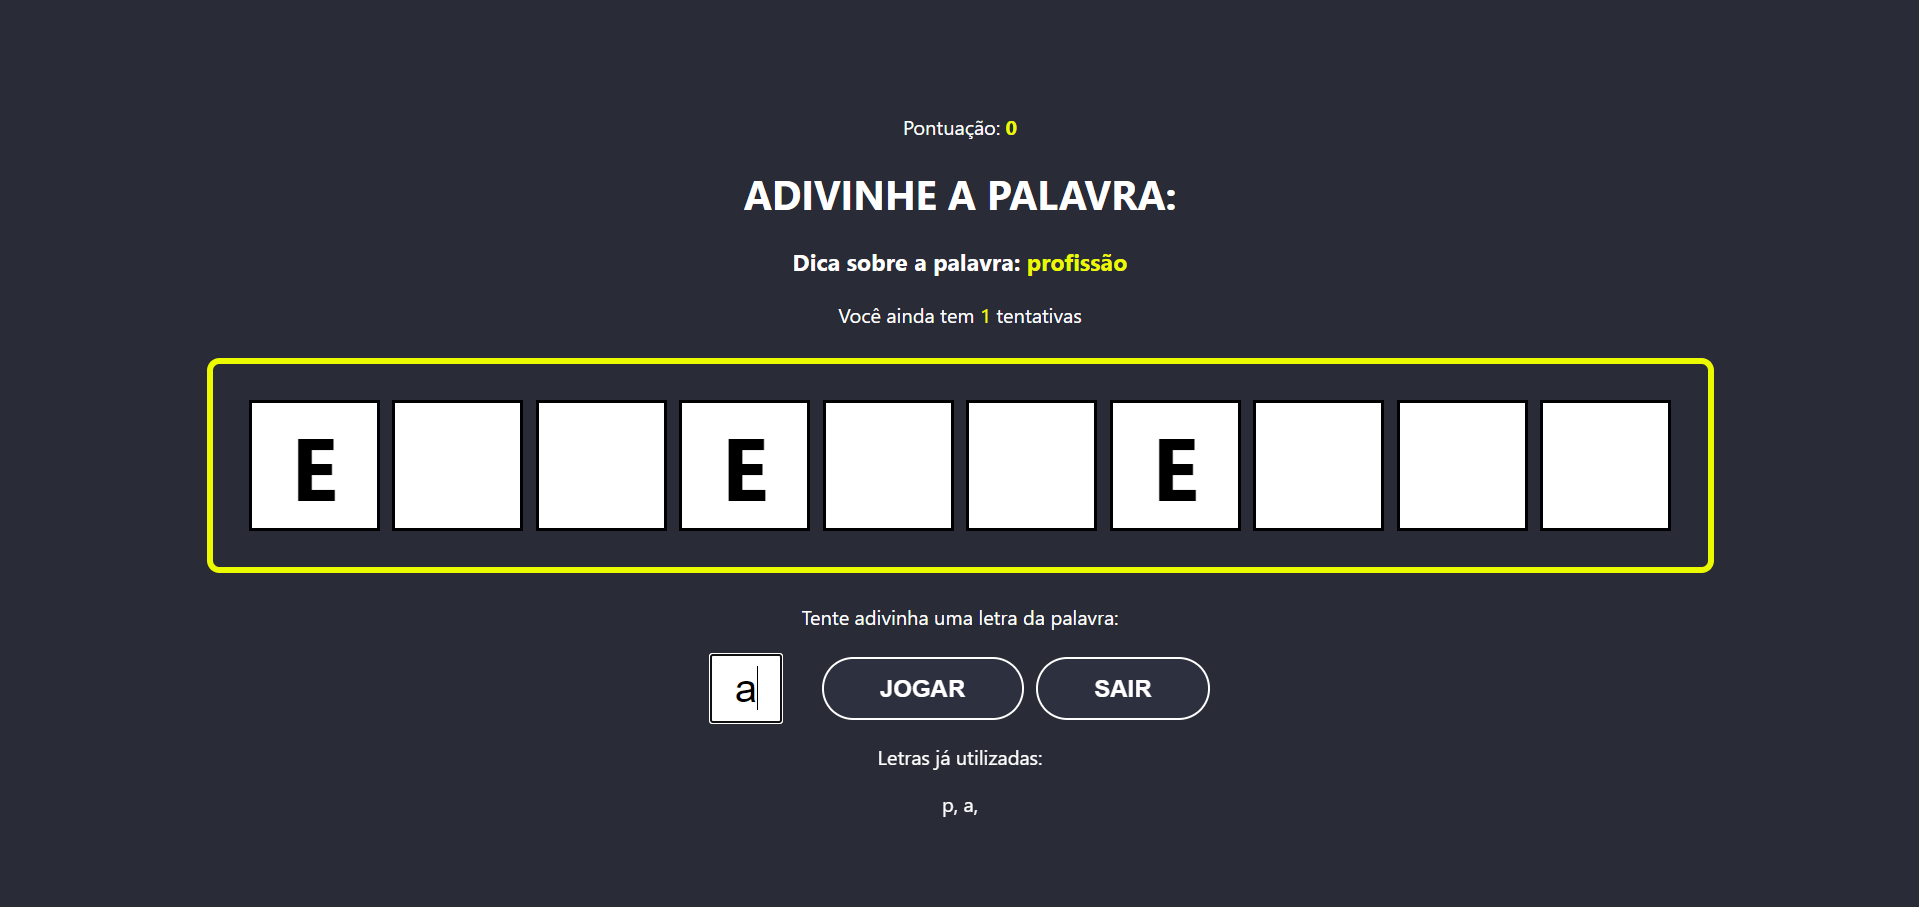 Pontuação: 0
ADIVINHE A PALAVRA:
Dica sobre a palavra: profissão
Você ainda tem 1 tentativas
E E E
Tente adivinha uma letra da palavra:
a JOGAR SAIR
Letras já utilizadas:
p, a,